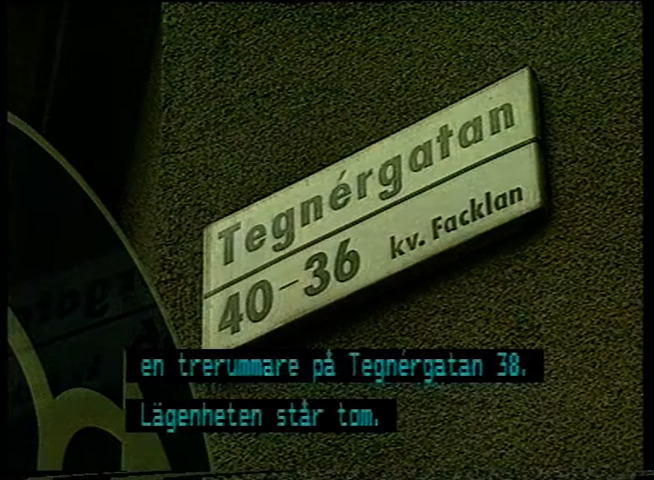 Tegnérgatan
40-36 kv. Facklan
en trerummare på Tegnérgatan 38.
Lägenheten står tom.